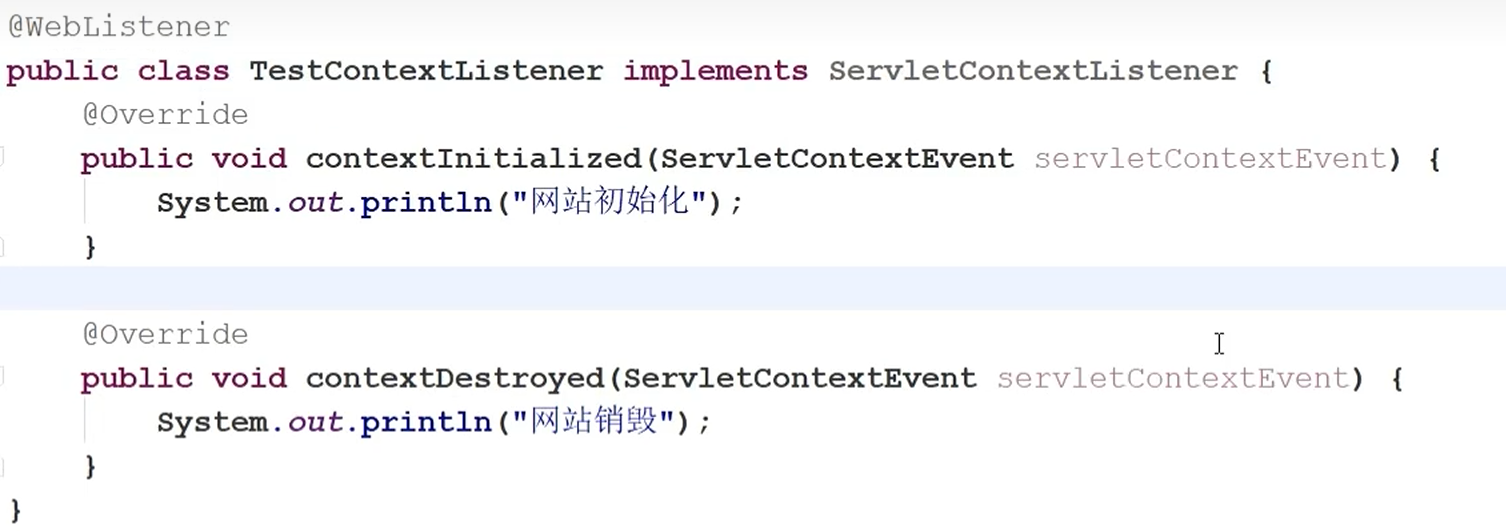 @WebListener
public class TestContextListener implements ServletContextListener {
@Override
public void contextInitialized(ServletContextEvent servletContextEvent) {
System.out.println("网站初始化");
}
@Override
public void contextDestroyed(ServletContextEvent servletContextEvent) {
System.out.println("网站销毁");
}
}